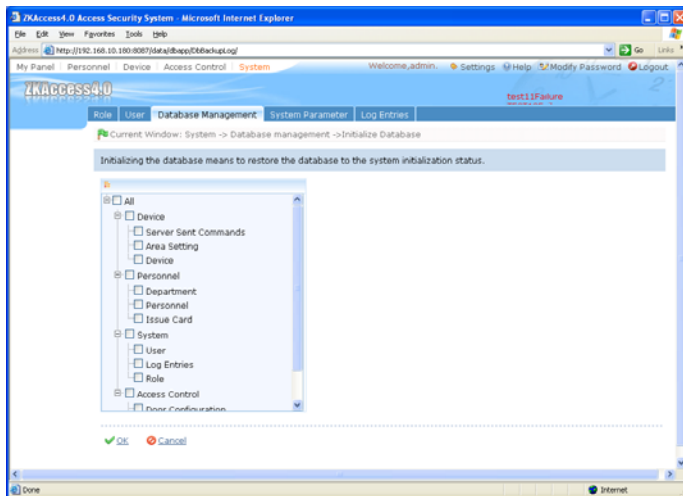 ZKAccess4.0 Access Security System - Microsoft Internet Explorer
File Edit View Favorites Tools Help
Address http://192.168.10.180:8087/data/dbapp/DbBackupLog/ Go Links
My Panel Personnel Device Access Control System Welcome,admin. Settings Help Modify Password Logout
ZKAccess4.0
test11Failure
Role User Database Management System Parameter Log Entries
Current Window: System -> Database management ->Initialize Database
Initializing the database means to restore the database to the system initialization status.
All
Device
Server Sent Commands
Area Setting
Device
Personnel
Department
Personnel
Issue Card
System
User
Log Entries
Role
Access Control
Door Configuration
OK Cancel
Done Internet